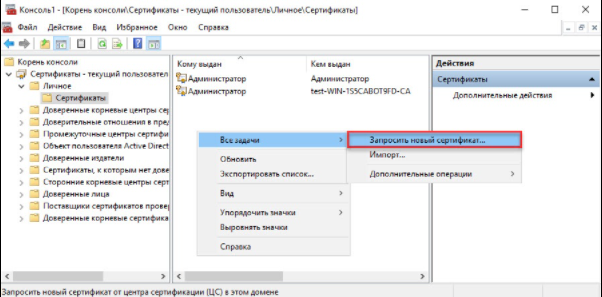 Консоль1 - [Корень консоли\Сертификаты - текущий пользователь\Личное\Сертификаты]
Файл Действие Вид Избранное Окно Справка
Корень консоли
Сертификаты - текущий пользовател
Личное
Сертификаты
Доверенные корневые центры сер
Доверительные отношения в пред
Промежуточные центры сертифи
Объект пользователя Active Direct
Доверенные издатели
Сертификаты, к которым нет дове
Сторонние корневые центры серт
Доверенные лица
Поставщики сертификатов провер
Доверенные корневые сертифика
Кому выдан Кем выдан
Администратор Администратор
Администратор test-WIN-1S5CABOT9FD-CA
Все задачи
Обновить
Экспортировать список...
Вид
Упорядочить значки
Выровнять значки
Справка
Запросить новый сертификат...
Импорт...
Дополнительные операции
Действия
Сертификаты
Дополнительные действия
Запросить новый сертификат от центра сертификации (ЦС) в этом домене